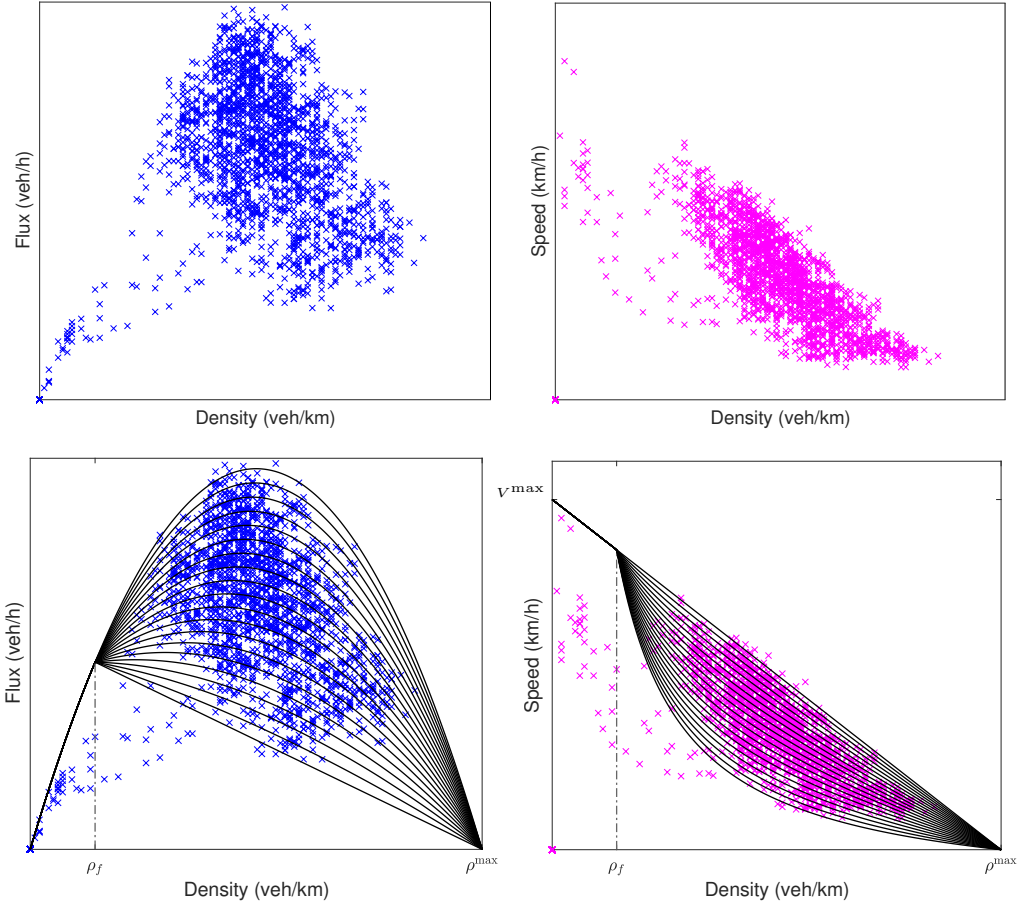 Flux (veh/h)
Density (veh/km)
Speed (km/h)
Density (veh/km)
Flux (veh/h)
ρ_f
ρ^max
Density (veh/km)
V^max
Speed (km/h)
ρ_f
ρ^max
Density (veh/km)